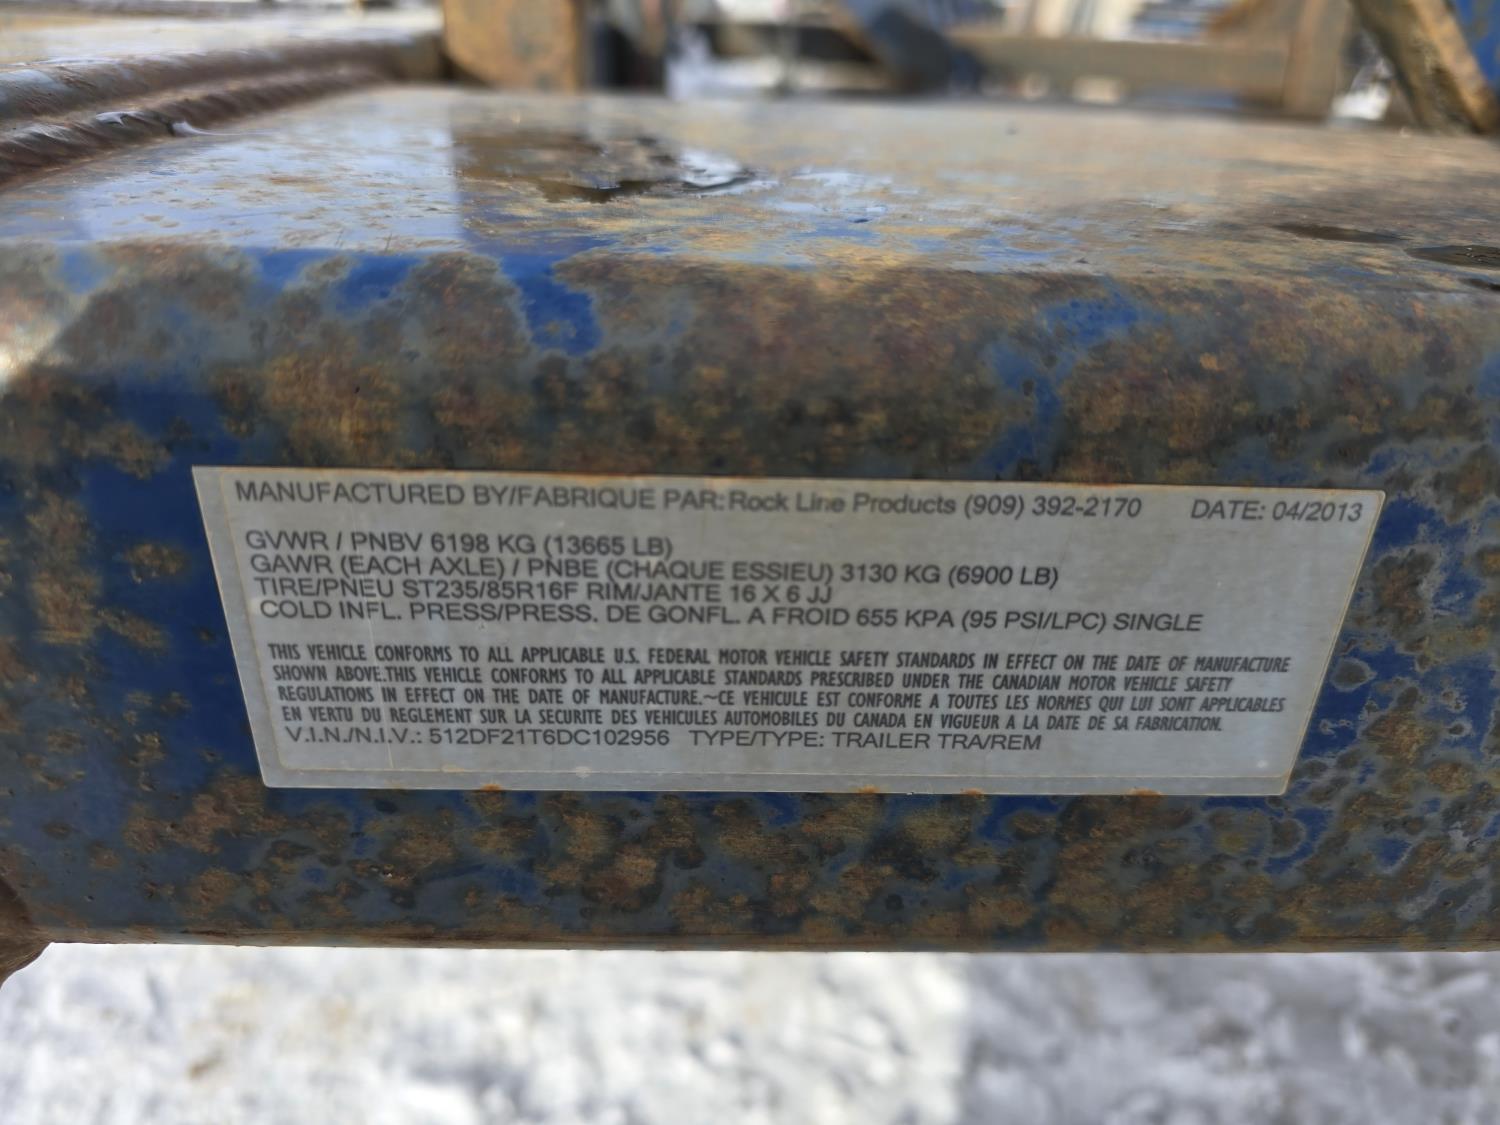 MANUFACTURED BY/FABRIQUE PAR: Rock Line Products (909) 392-2170 DATE: 04/2013
GVWR / PNBV 6198 KG (13665 LB)
GAWR (EACH AXLE) / PNBE (CHAQUE ESSIEU) 3130 KG (6900 LB)
TIRE/PNEU ST235/85R16F RIM/JANTE 16 X 6 JJ
COLD INFL. PRESS/PRESS. DE GONFL. A FROID 655 KPA (95 PSI/LPC) SINGLE
THIS VEHICLE CONFORMS TO ALL APPLICABLE U.S. FEDERAL MOTOR VEHICLE SAFETY STANDARDS IN EFFECT ON THE DATE OF MANUFACTURE
SHOWN ABOVE.THIS VEHICLE CONFORMS TO ALL APPLICABLE STANDARDS PRESCRIBED UNDER THE CANADIAN MOTOR VEHICLE SAFETY
REGULATIONS IN EFFECT ON THE DATE OF MANUFACTURE.~CE VEHICULE EST CONFORME A TOUTES LES NORMES QUI LUI SONT APPLICABLES
EN VERTU DU REGLEMENT SUR LA SECURITE DES VEHICULES AUTOMOBILES DU CANADA EN VIGUEUR A LA DATE DE SA FABRICATION.
V.I.N./N.I.V.: 512DF21T6DC102956 TYPE/TYPE: TRAILER TRA/REM